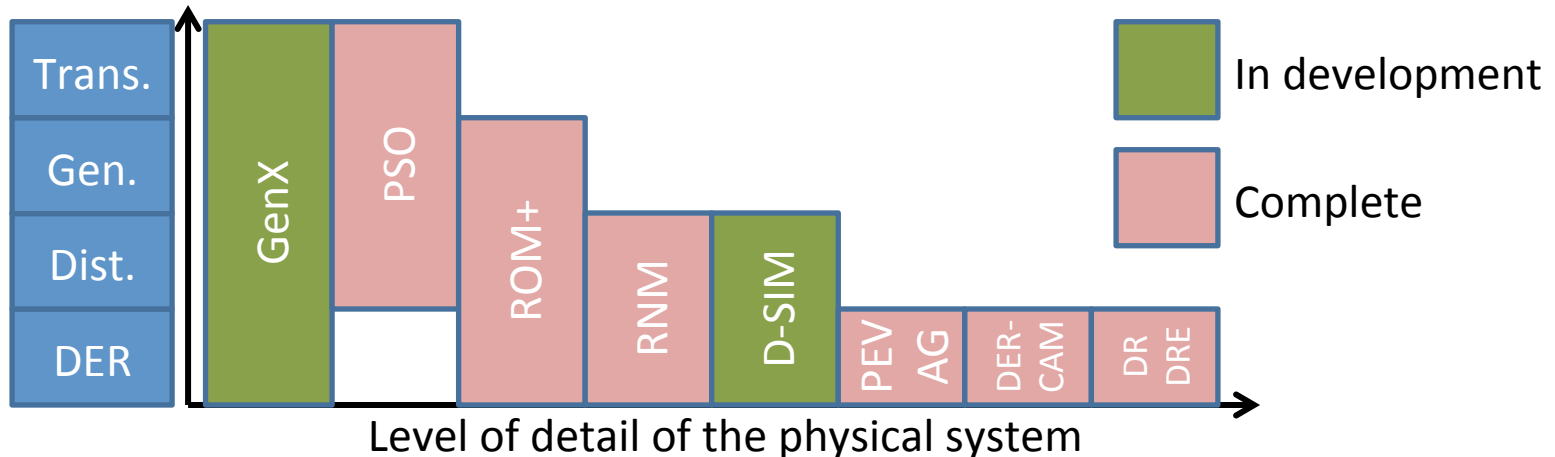 Trans.
Gen.
Dist.
DER
GenX
PSO
ROM+
RNM
D-SIM
PEV
AG
DER-
CAM
DR
DRE
In development
Complete
Level of detail of the physical system